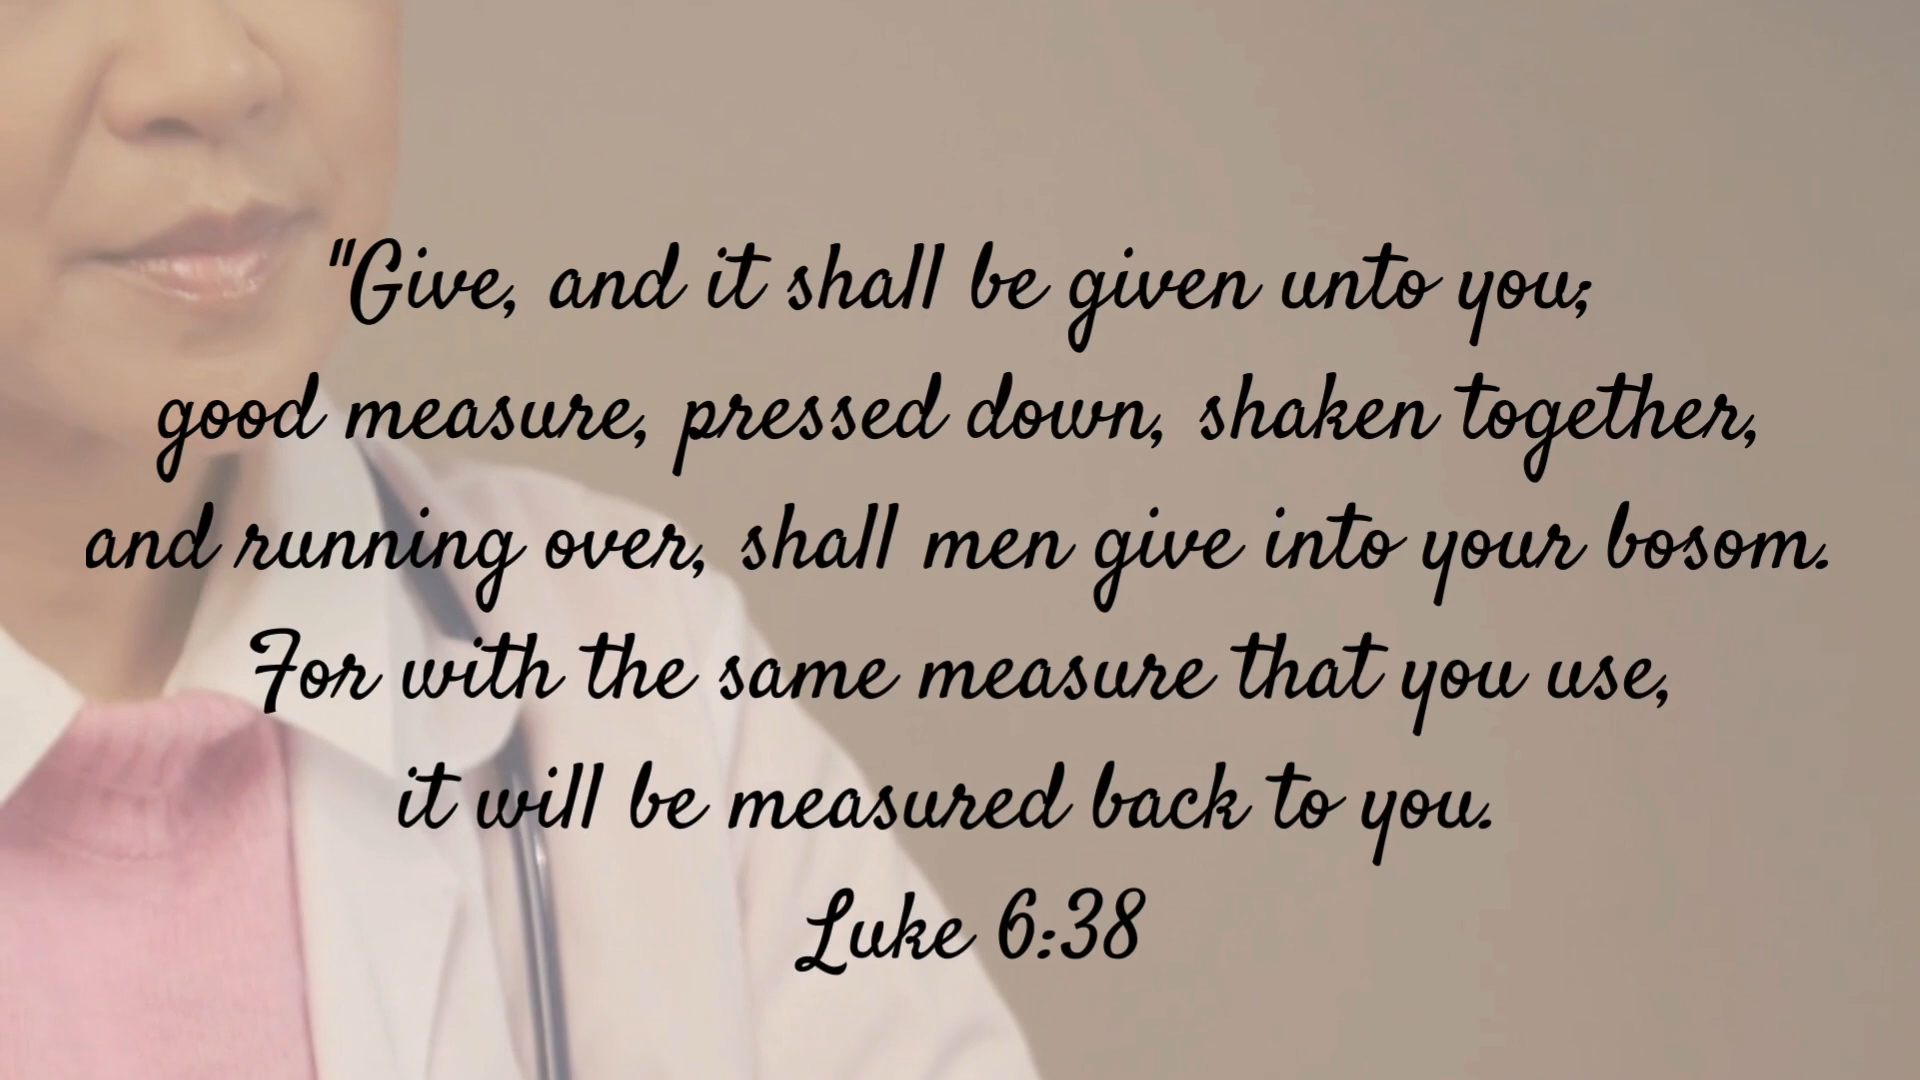 "Give, and it shall be given unto you;
good measure, pressed down, shaken together,
and running over, shall men give into your bosom.
For with the same measure that you use,
it will be measured back to you.
Luke 6:38